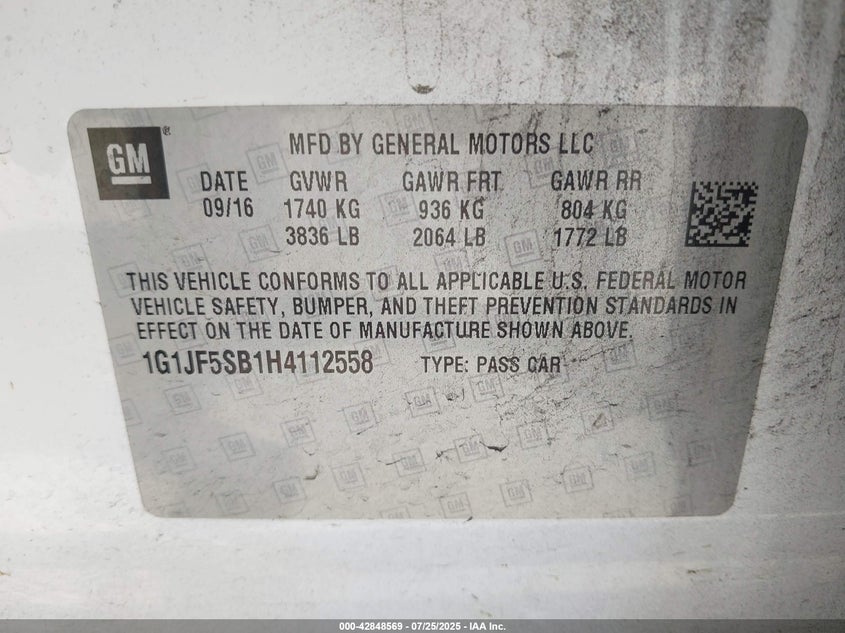 GM
MFD BY GENERAL MOTORS LLC
DATE GVWR GAWR FRT GAWR RR
09/16 1740 KG 936 KG 804 KG
3836 LB 2064 LB 1772 LB
THIS VEHICLE CONFORMS TO ALL APPLICABLE U.S. FEDERAL MOTOR
VEHICLE SAFETY, BUMPER, AND THEFT PREVENTION STANDARDS IN
EFFECT ON THE DATE OF MANUFACTURE SHOWN ABOVE.
1G1JF5SB1H4112558 TYPE: PASS CAR
000-42848569 - 07/25/2025 - IAA Inc.